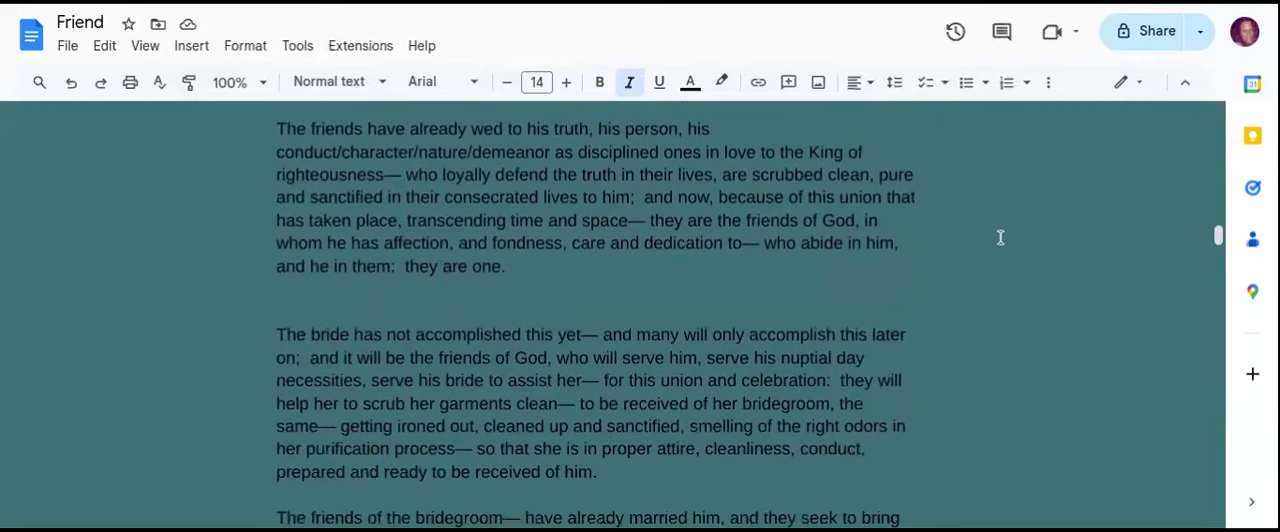 Friend
File Edit View Insert Format Tools Extensions Help
Share
100% Normal text Arial 14 B I U A
31
The friends have already wed to his truth, his person, his
conduct/character/nature/demeanor as disciplined ones in love to the King of
righteousness— who loyally defend the truth in their lives, are scrubbed clean, pure
and sanctified in their consecrated lives to him;  and now, because of this union that
has taken place, transcending time and space— they are the friends of God, in
whom he has affection, and fondness, care and dedication to— who abide in him,
and he in them:  they are one.
The bride has not accomplished this yet— and many will only accomplish this later
on;  and it will be the friends of God, who will serve him, serve his nuptial day
necessities, serve his bride to assist her— for this union and celebration:  they will
help her to scrub her garments clean— to be received of her bridegroom, the
same— getting ironed out, cleaned up and sanctified, smelling of the right odors in
her purification process— so that she is in proper attire, cleanliness, conduct,
prepared and ready to be received of him.
The friends of the bridegroom— have already married him, and they seek to bring